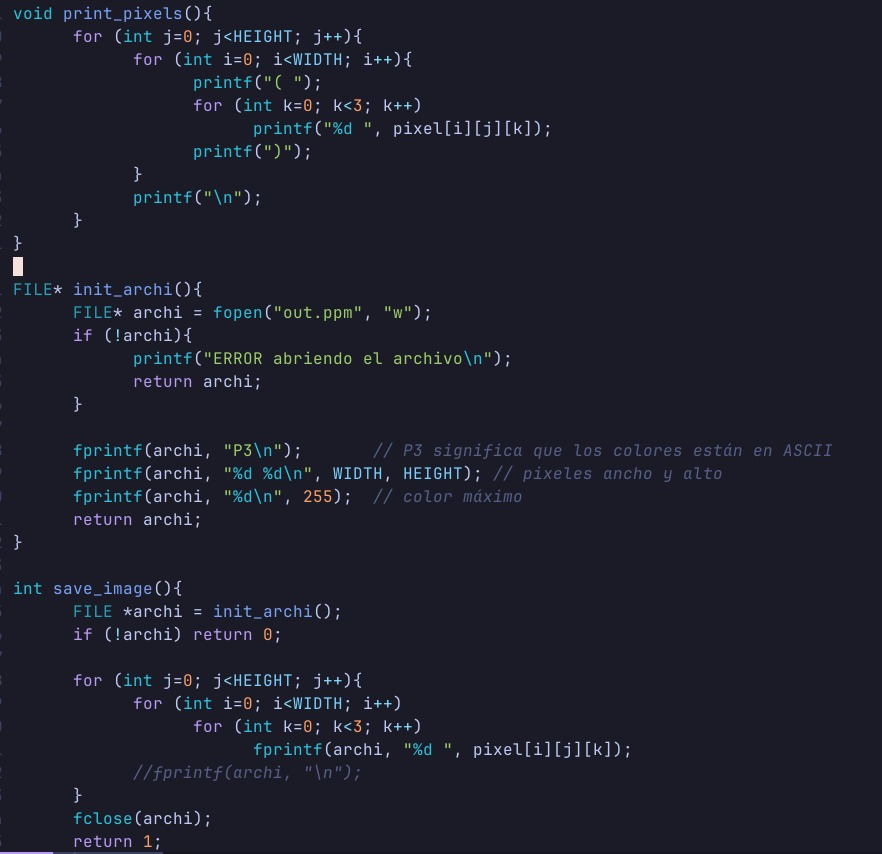 void print_pixels(){
for (int j=0; j<HEIGHT; j++){
for (int i=0; i<WIDTH; i++){
printf("( ");
for (int k=0; k<3; k++)
printf("%d ", pixel[i][j][k]);
printf(")");
}
printf("\n");
}
}
FILE* init_archi(){
FILE* archi = fopen("out.ppm", "w");
if (!archi){
printf("ERROR abriendo el archivo\n");
return archi;
}
fprintf(archi, "P3\n"); // P3 significa que los colores están en ASCII
fprintf(archi, "%d %d\n", WIDTH, HEIGHT); // pixeles ancho y alto
fprintf(archi, "%d\n", 255); // color máximo
return archi;
}
int save_image(){
FILE *archi = init_archi();
if (!archi) return 0;
for (int j=0; j<HEIGHT; j++){
for (int i=0; i<WIDTH; i++)
for (int k=0; k<3; k++)
fprintf(archi, "%d ", pixel[i][j][k]);
//fprintf(archi, "\n");
}
fclose(archi);
return 1;